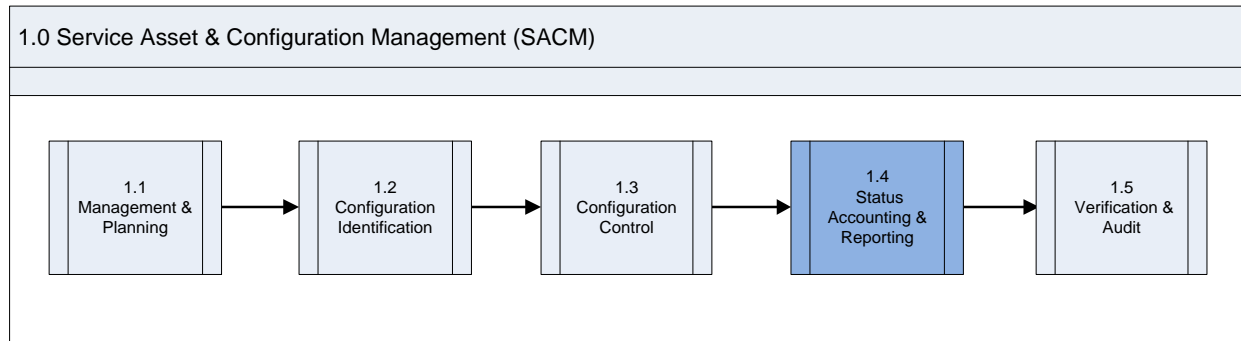 1.0 Service Asset & Configuration Management (SACM)
1.1
Management &
Planning
1.2
Configuration
Identification
1.3
Configuration
Control
1.4
Status
Accounting &
Reporting
1.5
Verification &
Audit